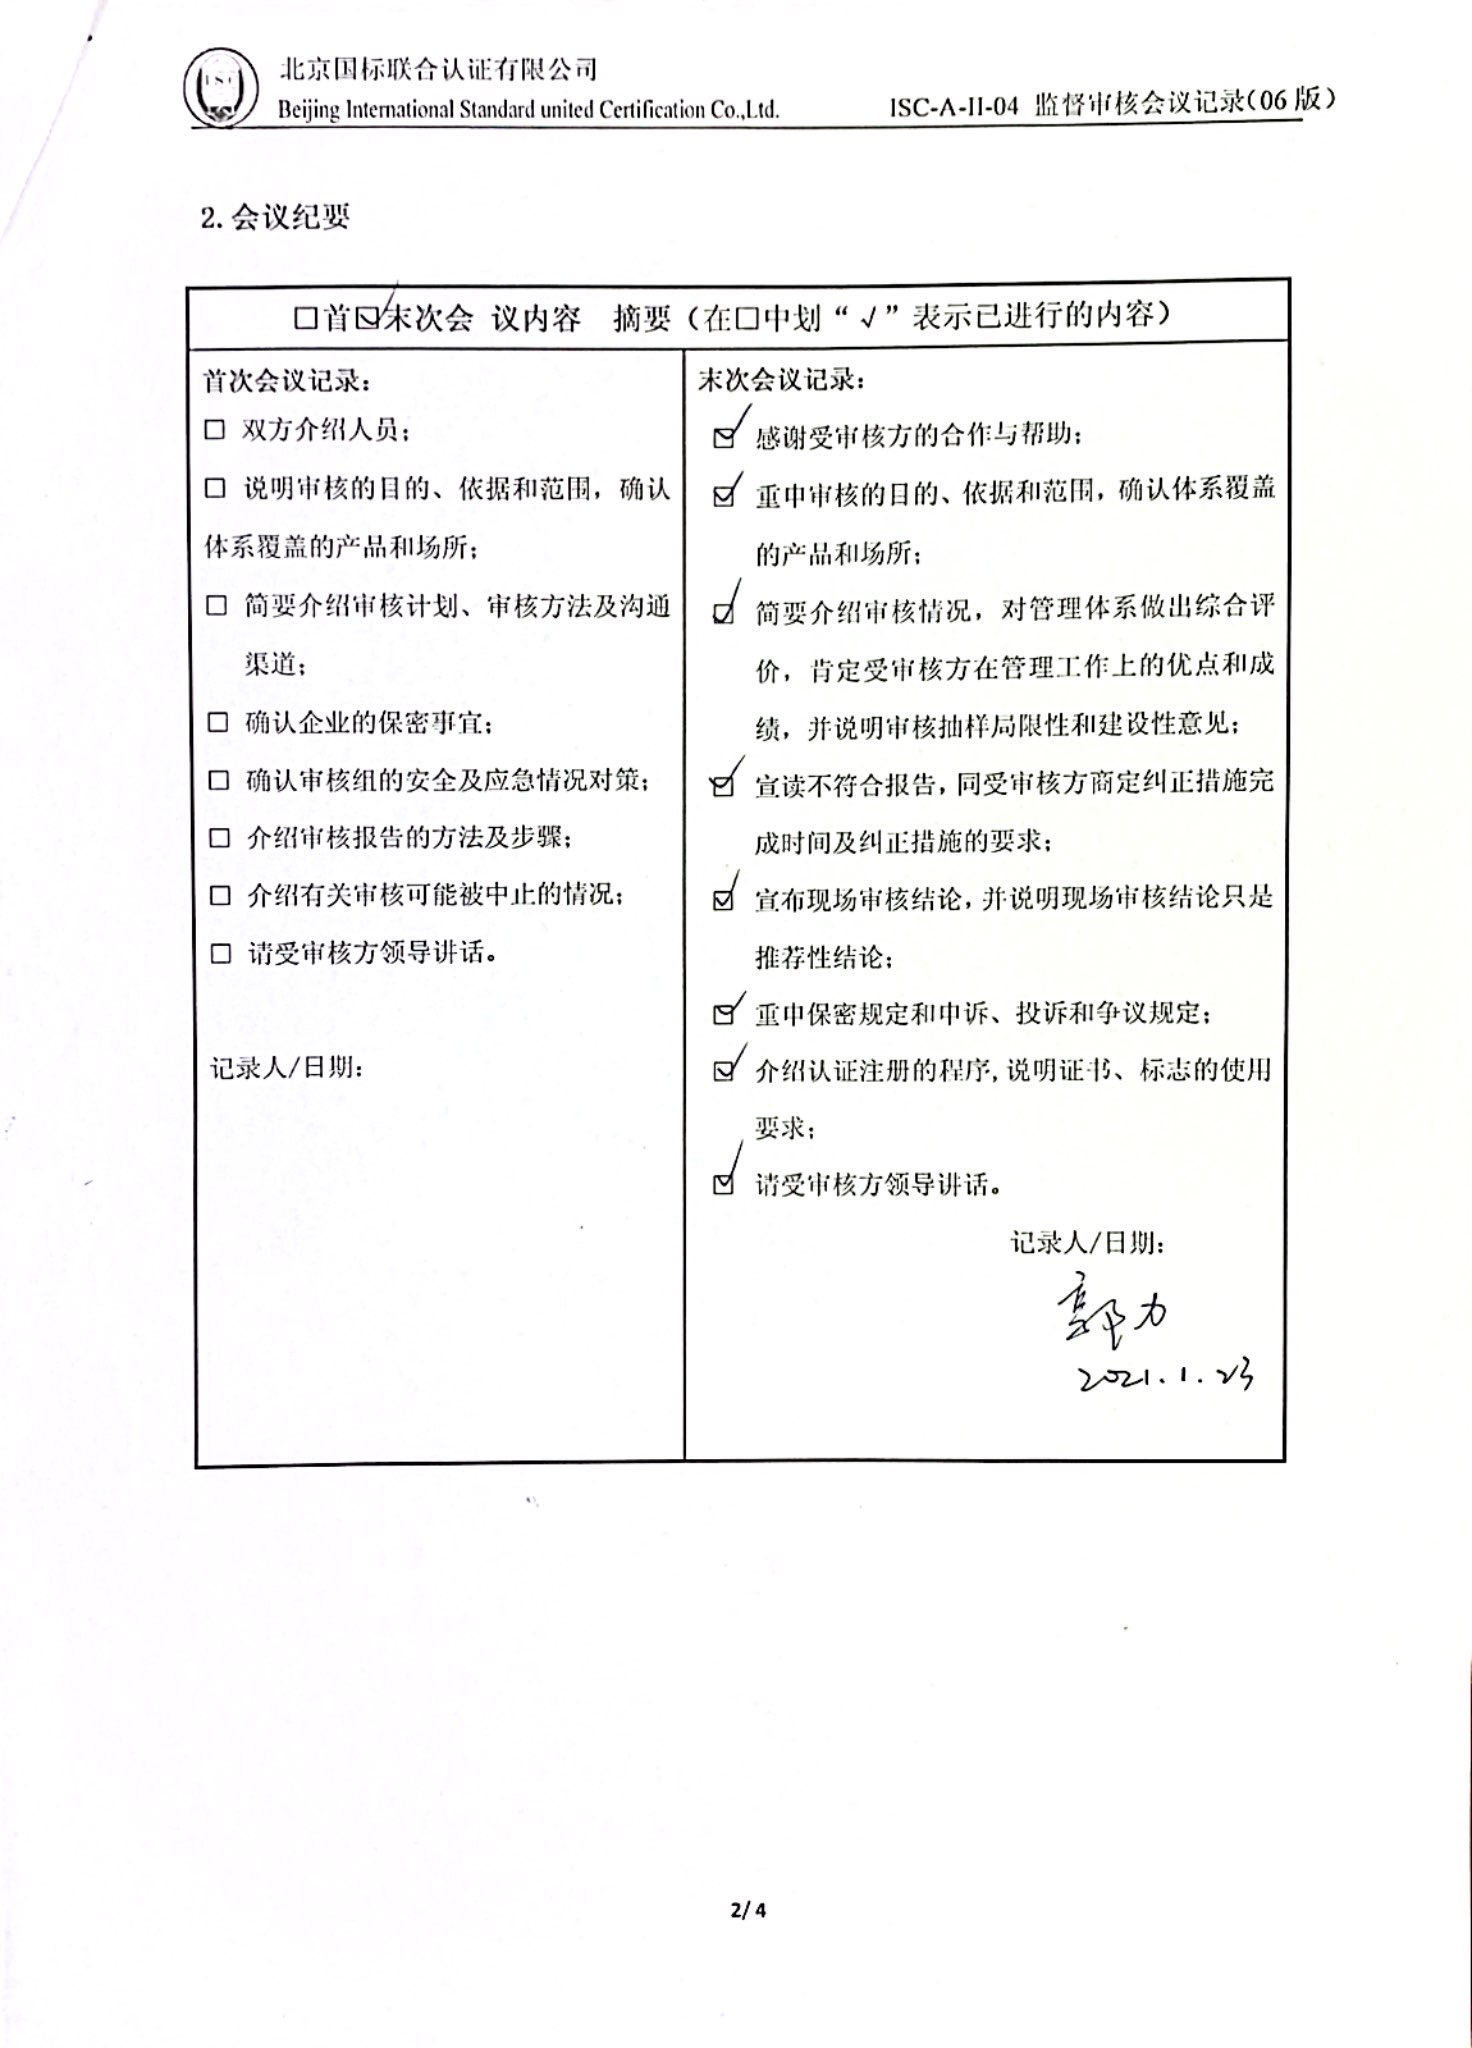 ISC
北京国标联合认证有限公司
Beijing International Standard united Certification Co.,Ltd.
ISC-A-II-04 监督审核会议记录(06 版)
2. 会议纪要
□首☑末次会 议内容 摘要（在□中划“√”表示已进行的内容）
首次会议记录:
□ 双方介绍人员;
□ 说明审核的目的、依据和范围, 确认
体系覆盖的产品和场所;
□ 简要介绍审核计划、审核方法及沟通
渠道;
□ 确认企业的保密事宜;
□ 确认审核组的安全及应急情况对策;
□ 介绍审核报告的方法及步骤;
□ 介绍有关审核可能被中止的情况;
□ 请受审核方领导讲话。
记录人/日期:
末次会议记录:
☑ 感谢受审核方的合作与帮助;
☑ 重申审核的目的、依据和范围, 确认体系覆盖
的产品和场所;
☑ 简要介绍审核情况, 对管理体系做出综合评
价, 肯定受审核方在管理工作上的优点和成
绩, 并说明审核抽样局限性和建设性意见;
☑ 宣读不符合报告, 同受审核方商定纠正措施完
成时间及纠正措施的要求;
☑ 宣布现场审核结论, 并说明现场审核结论只是
推荐性结论;
☑ 重申保密规定和申诉、投诉和争议规定;
☑ 介绍认证注册的程序, 说明证书、标志的使用
要求;
☑ 请受审核方领导讲话。
记录人/日期:
郭力
2021.1.23
2/ 4